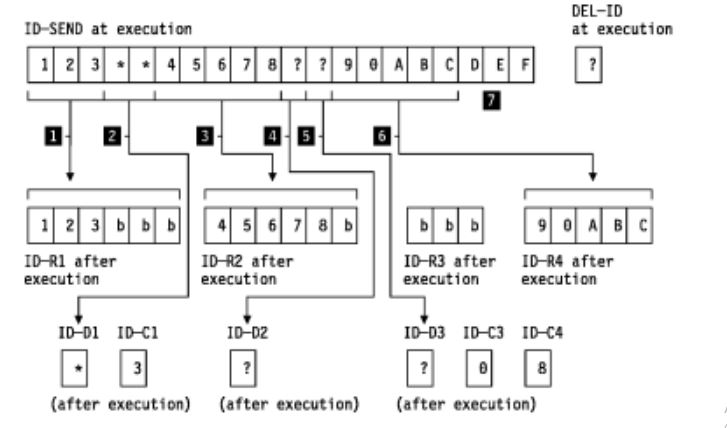 DEL-ID
ID-SEND at execution
at execution
1 2 3 * * 4 5 6 7 8 ? ? 9 0 A B C D E F
?
7
1 2 3 4 5 6
1 2 3 b b b
4 5 6 7 8 b
b b b
9 0 A B C
ID-R1 after
execution
ID-R2 after
execution
ID-R3 after
execution
ID-R4 after
execution
ID-D1 ID-C1 ID-D2 ID-D3 ID-C3 ID-C4
* 3 ? ? 0 8
(after execution) (after execution) (after execution)